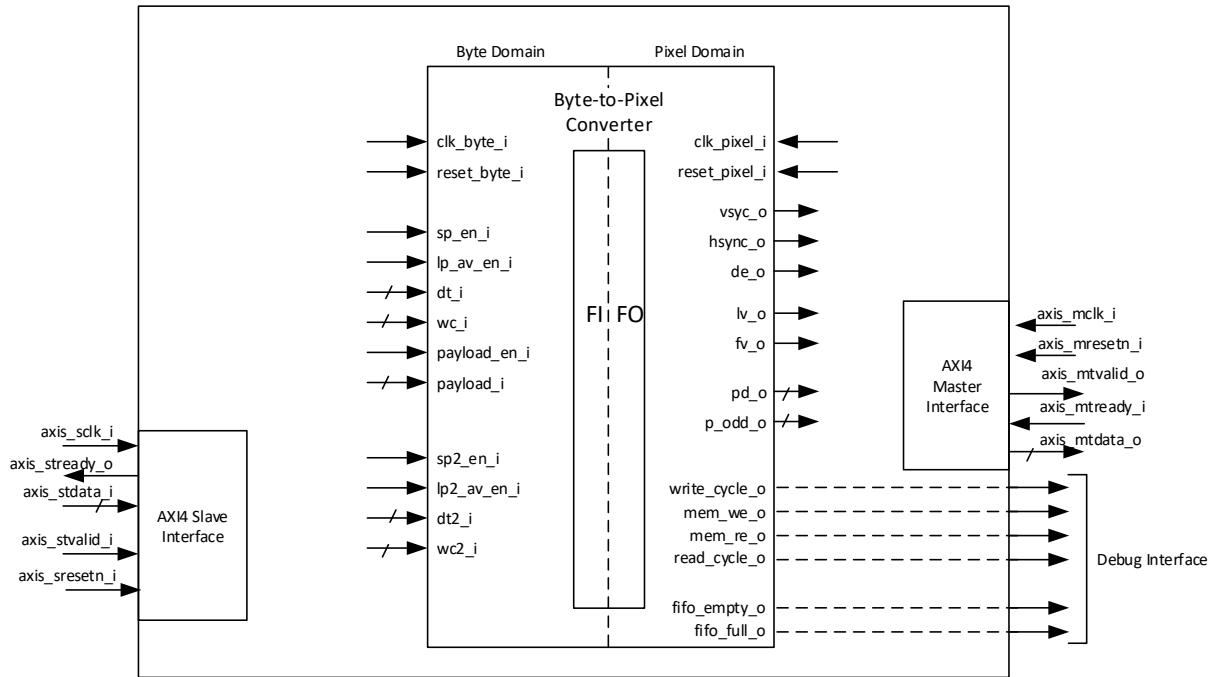 Byte Domain
Pixel Domain
Byte-to-Pixel
Converter
clk_byte_i
reset_byte_i
sp_en_i
lp_av_en_i
dt_i
wc_i
payload_en_i
payload_i
sp2_en_i
lp2_av_en_i
dt2_i
wc2_i
FI FO
clk_pixel_i
reset_pixel_i
vsyc_o
hsync_o
de_o
lv_o
fv_o
pd_o
p_odd_o
write_cycle_o
mem_we_o
mem_re_o
read_cycle_o
fifo_empty_o
fifo_full_o
axis_sclk_i
axis_stready_o
axis_stdata_i
axis_stvalid_i
axis_sresetn_i
AXI4 Slave
Interface
AXI4
Master
Interface
axis_mclk_i
axis_mresetn_i
axis_mtvalid_o
axis_mtready_i
axis_mtdata_o
Debug Interface